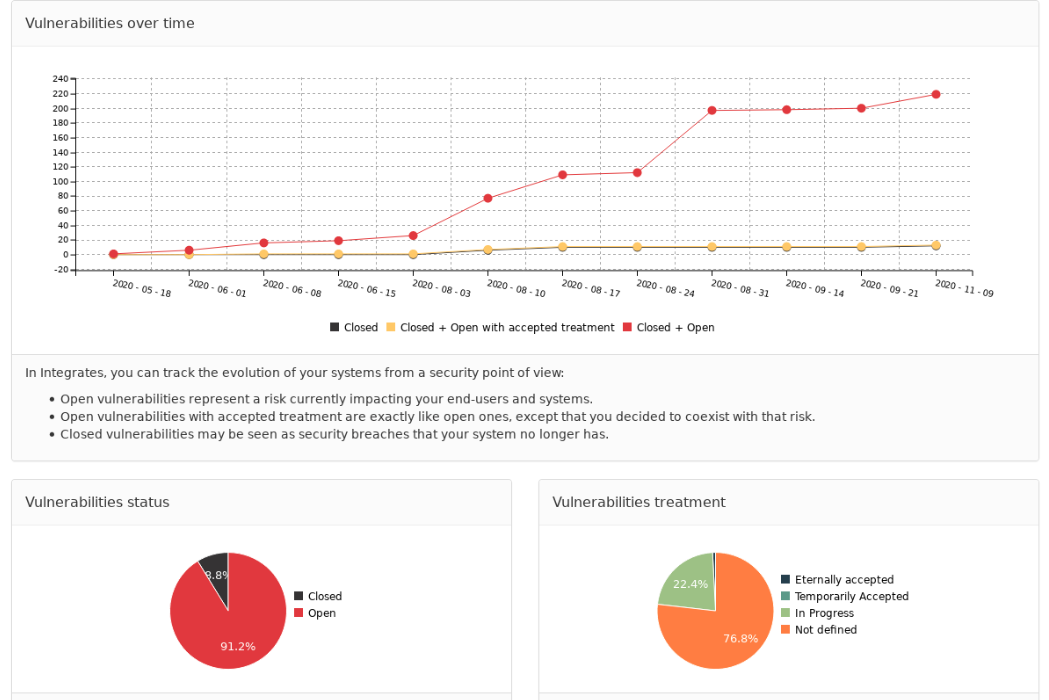 Vulnerabilities over time
240
220
200
180
160
140
120
100
80
60
40
20
0
-20
2020 - 05 - 18
2020 - 06 - 01
2020 - 06 - 08
2020 - 06 - 15
2020 - 08 - 03
2020 - 08 - 10
2020 - 08 - 17
2020 - 08 - 24
2020 - 08 - 31
2020 - 09 - 14
2020 - 09 - 21
2020 - 11 - 09
Closed Closed + Open with accepted treatment Closed + Open
In Integrates, you can track the evolution of your systems from a security point of view:
• Open vulnerabilities represent a risk currently impacting your end-users and systems.
• Open vulnerabilities with accepted treatment are exactly like open ones, except that you decided to coexist with that risk.
• Closed vulnerabilities may be seen as security breaches that your system no longer has.
Vulnerabilities status
8.8%
91.2%
Closed
Open
Vulnerabilities treatment
22.4%
76.8%
Eternally accepted
Temporarily Accepted
In Progress
Not defined